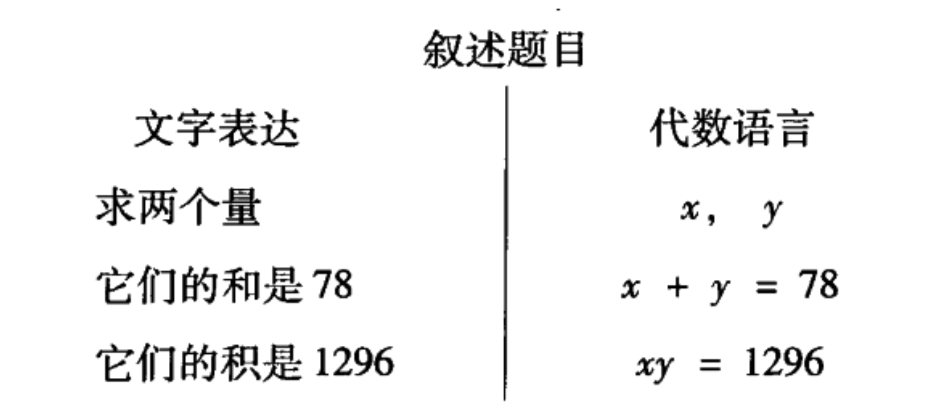 叙述题目
文字表达 代数语言
求两个量 x, y
它们的和是 78 x + y = 78
它们的积是 1296 xy = 1296